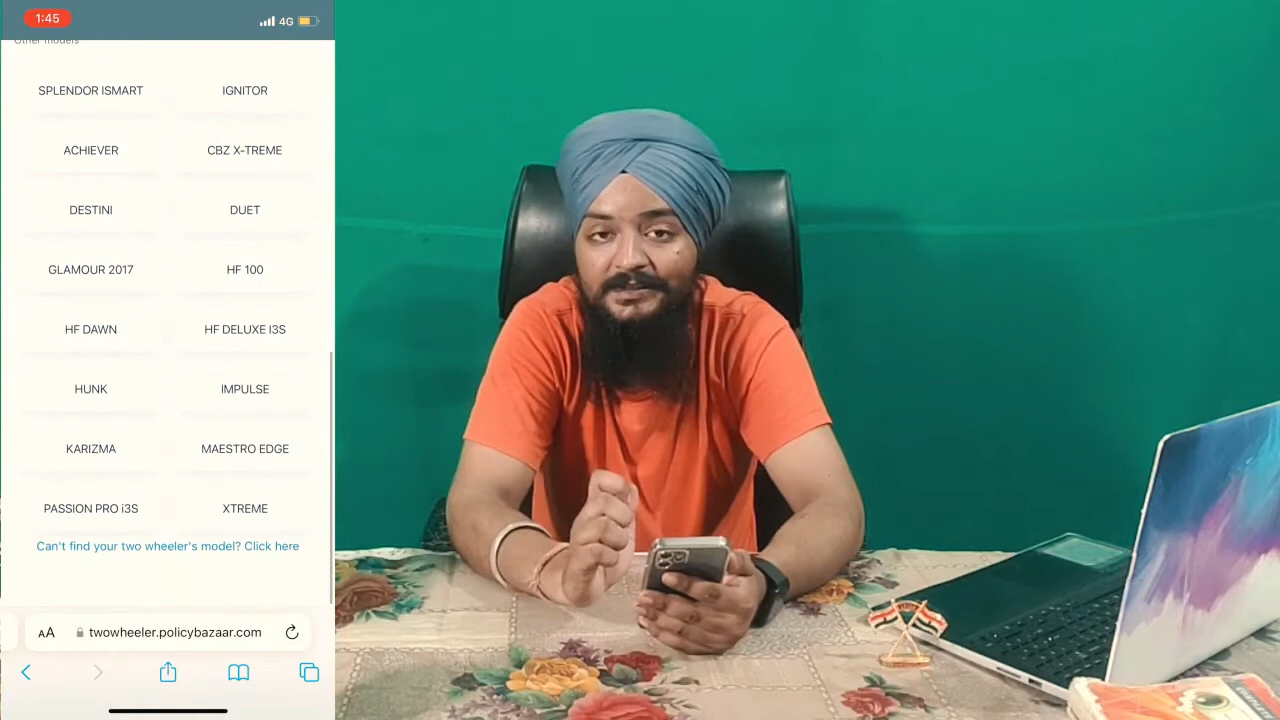 1:45
4G
Other models
SPLENDOR ISMART IGNITOR
ACHIEVER CBZ X-TREME
DESTINI DUET
GLAMOUR 2017 HF 100
HF DAWN HF DELUXE I3S
HUNK IMPULSE
KARIZMA MAESTRO EDGE
PASSION PRO i3S XTREME
Can't find your two wheeler's model? Click here
AA twowheeler.policybazaar.com